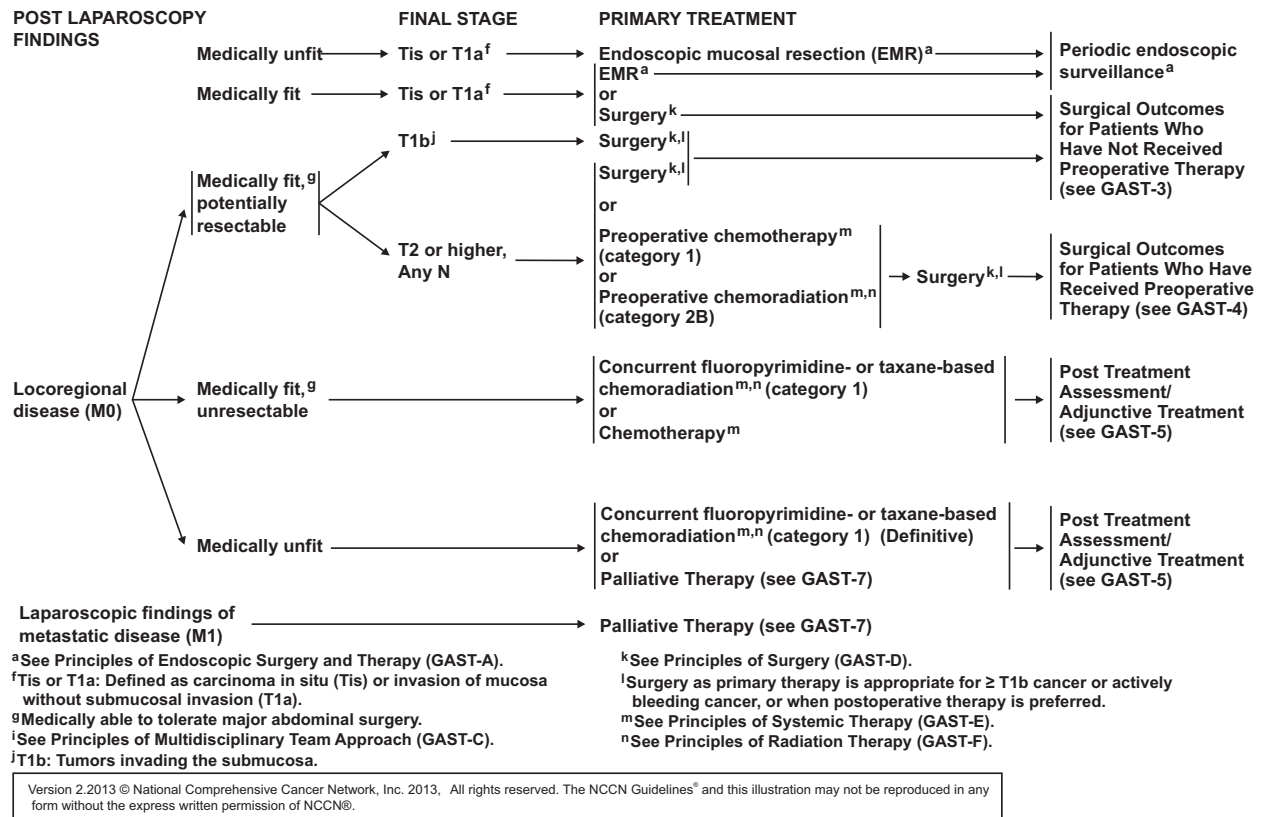 POST LAPAROSCOPY
FINDINGS
FINAL STAGE
PRIMARY TREATMENT
Medically unfit
Tis or T1a^f
Endoscopic mucosal resection (EMR)^a
Periodic endoscopic
surveillance^a
Medically fit
Tis or T1a^f
EMR^a
or
Surgery^k
Surgical Outcomes
for Patients Who
Have Not Received
Preoperative Therapy
(see GAST-3)
T1b^j
Surgery^k,l
Medically fit,^g
potentially
resectable
Surgery^k,l
or
T2 or higher,
Any N
Preoperative chemotherapy^m
(category 1)
or
Preoperative chemoradiation^m,n
(category 2B)
Surgery^k,l
Surgical Outcomes
for Patients Who Have
Received Preoperative
Therapy (see GAST-4)
Locoregional
disease (M0)
Medically fit,^g
unresectable
Concurrent fluoropyrimidine- or taxane-based
chemoradiation^m,n (category 1)
or
Chemotherapy^m
Post Treatment
Assessment/
Adjunctive Treatment
(see GAST-5)
Medically unfit
Concurrent fluoropyrimidine- or taxane-based
chemoradiation^m,n (category 1) (Definitive)
or
Palliative Therapy (see GAST-7)
Post Treatment
Assessment/
Adjunctive Treatment
(see GAST-5)
Laparoscopic findings of
metastatic disease (M1)
Palliative Therapy (see GAST-7)
^a See Principles of Endoscopic Surgery and Therapy (GAST-A).
^f Tis or T1a: Defined as carcinoma in situ (Tis) or invasion of mucosa
without submucosal invasion (T1a).
^g Medically able to tolerate major abdominal surgery.
^i See Principles of Multidisciplinary Team Approach (GAST-C).
^j T1b: Tumors invading the submucosa.
^k See Principles of Surgery (GAST-D).
^l Surgery as primary therapy is appropriate for ≥ T1b cancer or actively
bleeding cancer, or when postoperative therapy is preferred.
^m See Principles of Systemic Therapy (GAST-E).
^n See Principles of Radiation Therapy (GAST-F).
Version 2.2013 © National Comprehensive Cancer Network, Inc. 2013, All rights reserved. The NCCN Guidelines® and this illustration may not be reproduced in any
form without the express written permission of NCCN®.